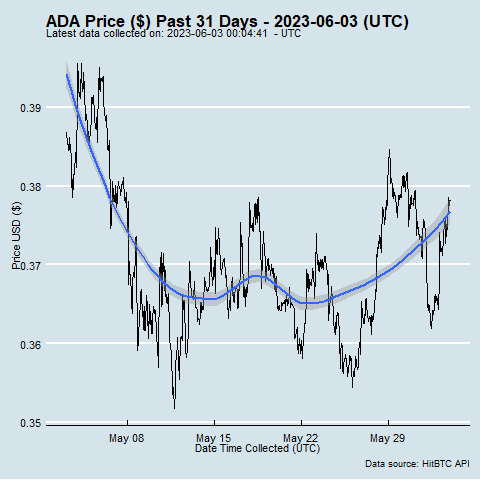 ADA Price ($) Past 31 Days - 2023-06-03 (UTC)
Latest data collected on: 2023-06-03 00:04:41 - UTC
0.39
0.38
0.37
0.36
0.35
Price USD ($)
May 08 May 15 May 22 May 29
Date Time Collected (UTC)
Data source: HitBTC API